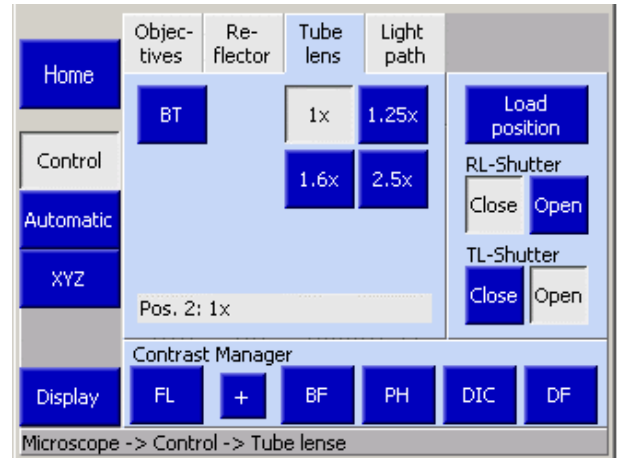 Objec-
tives
Re-
flector
Tube
lens
Light
path
Home
Control
Automatic
XYZ
Display
BT
1x
1.25x
1.6x
2.5x
Pos. 2: 1x
Load
position
RL-Shutter
Close
Open
TL-Shutter
Close
Open
Contrast Manager
FL
+
BF
PH
DIC
DF
Microscope -> Control -> Tube lense